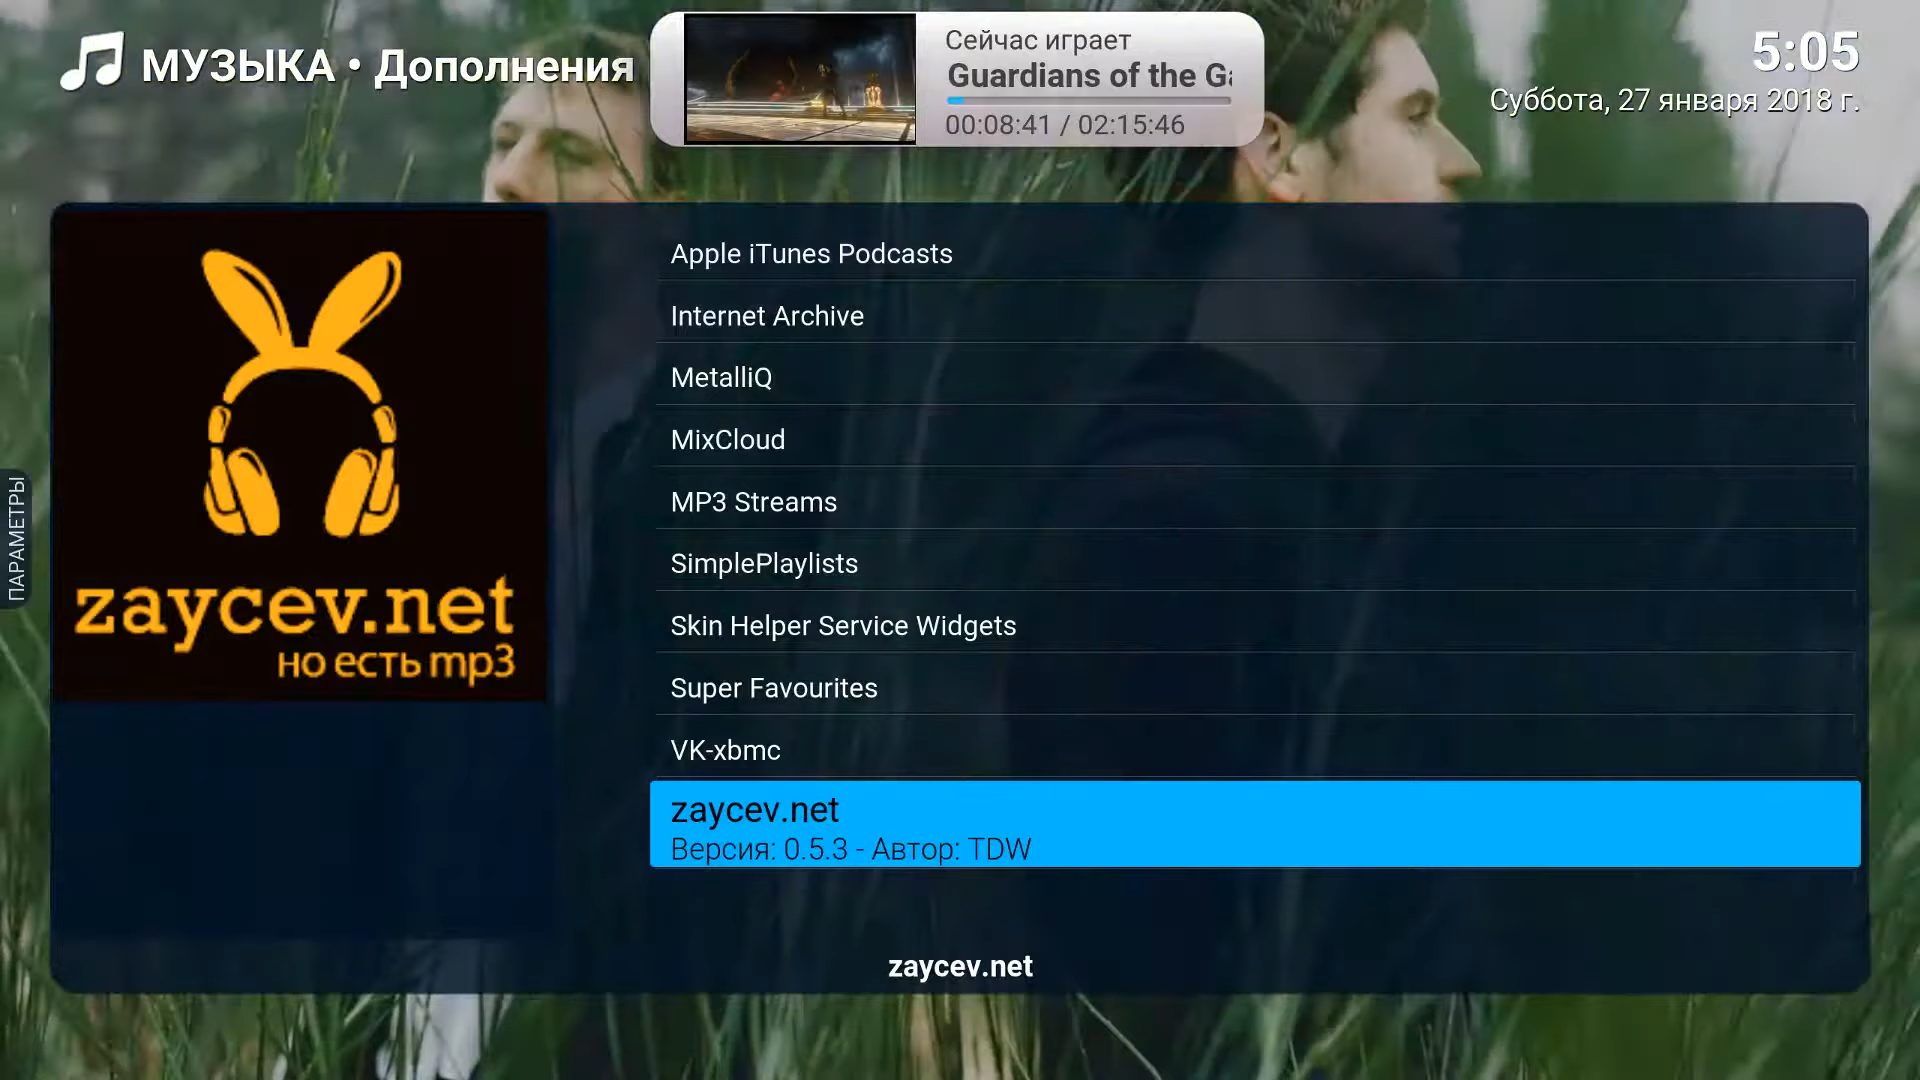 МУЗЫКА • Дополнения
Сейчас играет
Guardians of the Ga
00:08:41 / 02:15:46
5:05
Суббота, 27 января 2018 г.
ПАРАМЕТРЫ
zaycev.net
но есть mp3
Apple iTunes Podcasts
Internet Archive
MetalliQ
MixCloud
MP3 Streams
SimplePlaylists
Skin Helper Service Widgets
Super Favourites
VK-xbmc
zaycev.net
Версия: 0.5.3 - Автор: TDW
zaycev.net